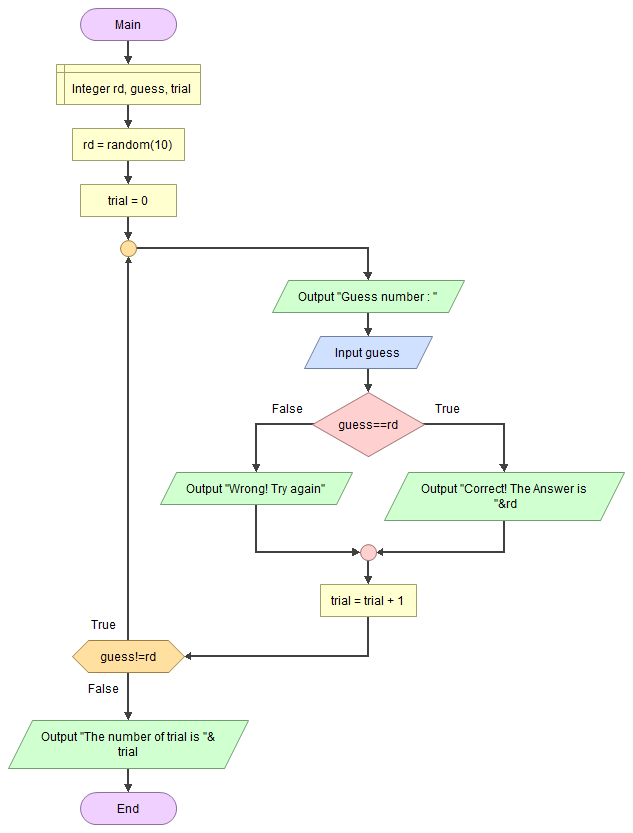 Main
Integer rd, guess, trial
rd = random(10)
trial = 0
Output "Guess number : "
Input guess
guess==rd
False
True
Output "Wrong! Try again"
Output "Correct! The Answer is
"&rd
trial = trial + 1
True
guess!=rd
False
Output "The number of trial is "&
trial
End